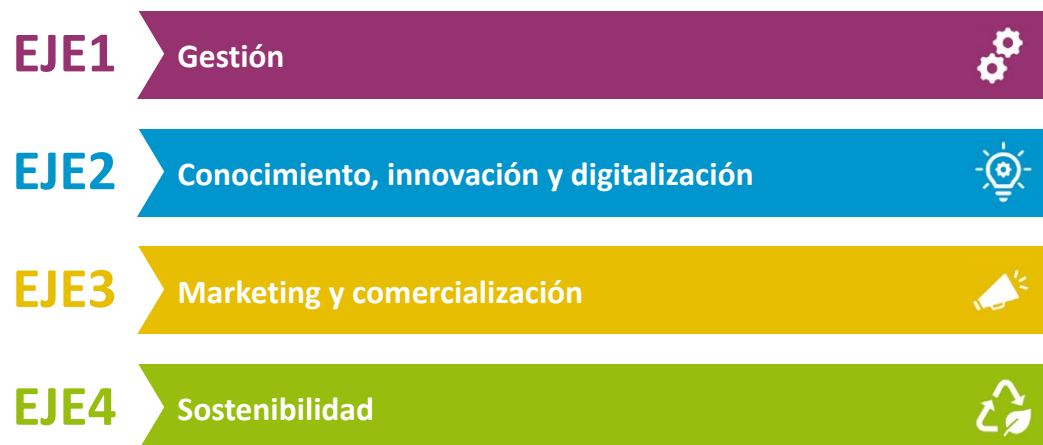 EJE1 Gestión
EJE2 Conocimiento, innovación y digitalización
EJE3 Marketing y comercialización
EJE4 Sostenibilidad